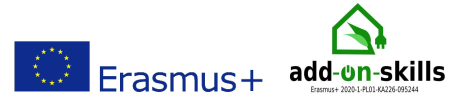 Erasmus+
add-on-skills
Erasmus+ 2020-1-PL01-KA226-095244